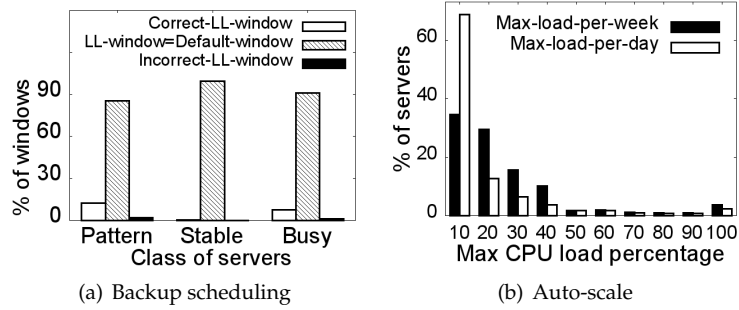 Correct-LL-window
LL-window=Default-window
Incorrect-LL-window
% of windows
90
60
30
0
Pattern Stable Busy
Class of servers
(a) Backup scheduling
Max-load-per-week
Max-load-per-day
% of servers
60
40
20
0
10 20 30 40 50 60 70 80 90 100
Max CPU load percentage
(b) Auto-scale